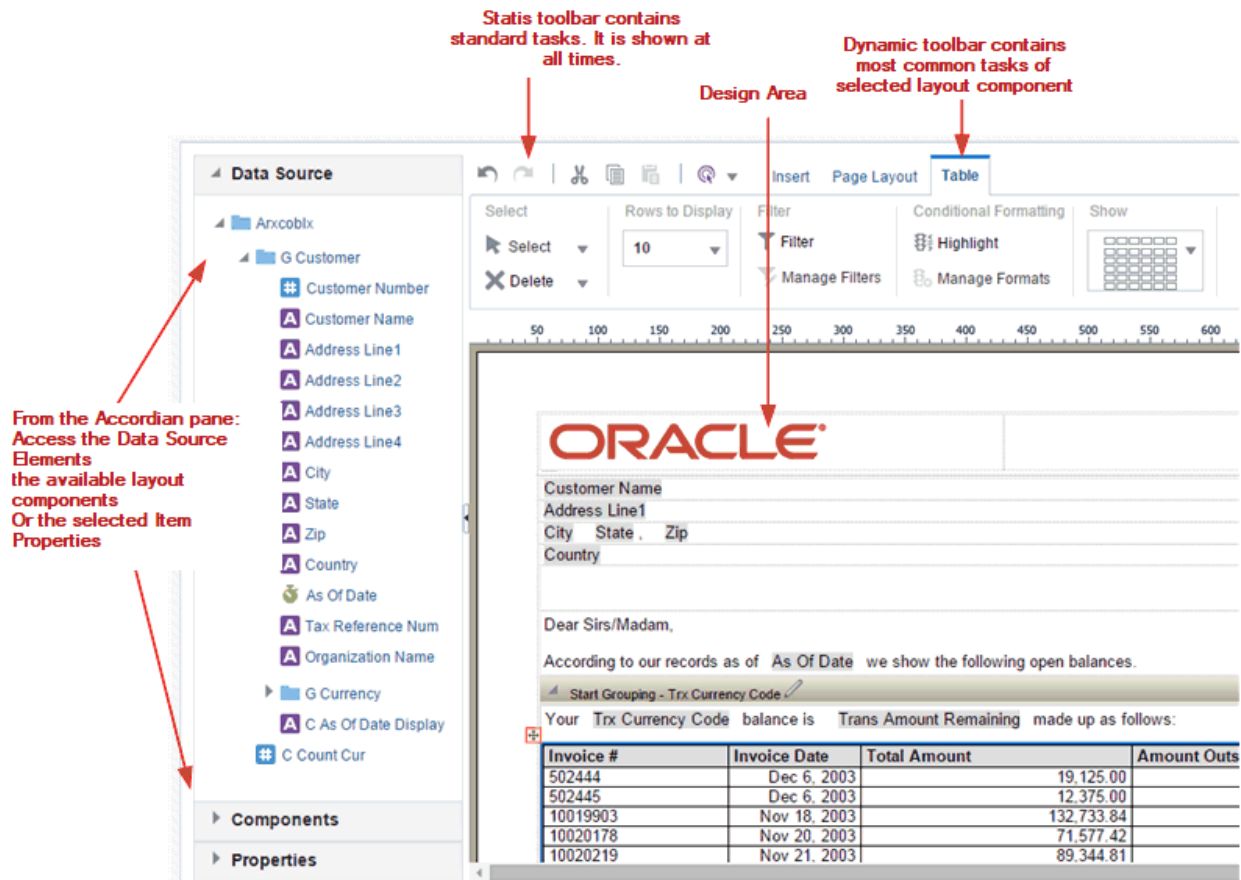 Statis toolbar contains
standard tasks. It is shown at
all times.
Dynamic toolbar contains
most common tasks of
selected layout component
Design Area
Data Source
Insert Page Layout Table
Select Rows to Display Filter Conditional Formatting Show
Select 10 Filter Highlight
Delete Manage Filters Manage Formats
50 100 150 200 250 300 350 400 450 500 550 600
Arxcoblx
G Customer
# Customer Number
A Customer Name
A Address Line1
A Address Line2
A Address Line3
A Address Line4
A City
A State
A Zip
A Country
As Of Date
A Tax Reference Num
A Organization Name
G Currency
A C As Of Date Display
# C Count Cur
Components
Properties
From the Accordian pane:
Access the Data Source
Elements
the available layout
components
Or the selected Item
Properties
ORACLE
Customer Name
Address Line1
City State , Zip
Country
Dear Sirs/Madam,
According to our records as of As Of Date we show the following open balances.
Start Grouping - Trx Currency Code
Your Trx Currency Code balance is Trans Amount Remaining made up as follows:
Invoice # Invoice Date Total Amount Amount Outs
502444 Dec 6, 2003 19,125.00
502445 Dec 6, 2003 12,375.00
10019903 Nov 18, 2003 132,733.84
10020178 Nov 20, 2003 71,577.42
10020219 Nov 21, 2003 89,344.81